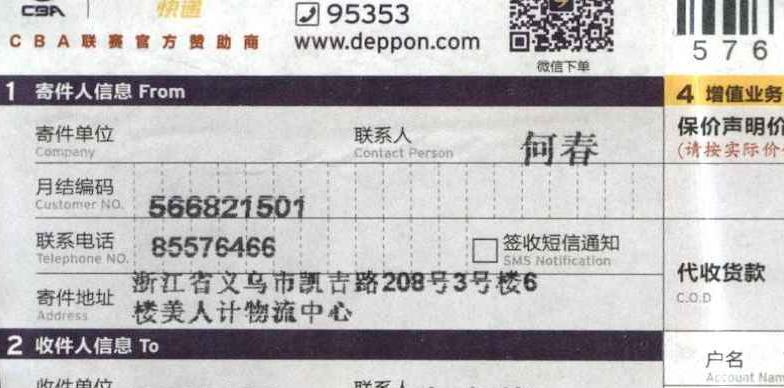 CBA
快递
95353
CBA联赛官方赞助商
www.deppon.com
微信下单
576
1 寄件人信息 From
4 增值业务
寄件单位
Company
联系人
Contact Person
何春
保价声明价
(请按实际价
月结编码
Customer NO.
566821501
联系电话
Telephone NO.
85576466
签收短信通知
SMS Notification
代收货款
C.O.D
寄件地址
Address
浙江省义乌市凯吉路208号3号楼6
楼美人计物流中心
2 收件人信息 To
户名
Account Nam
收件单位
联系人